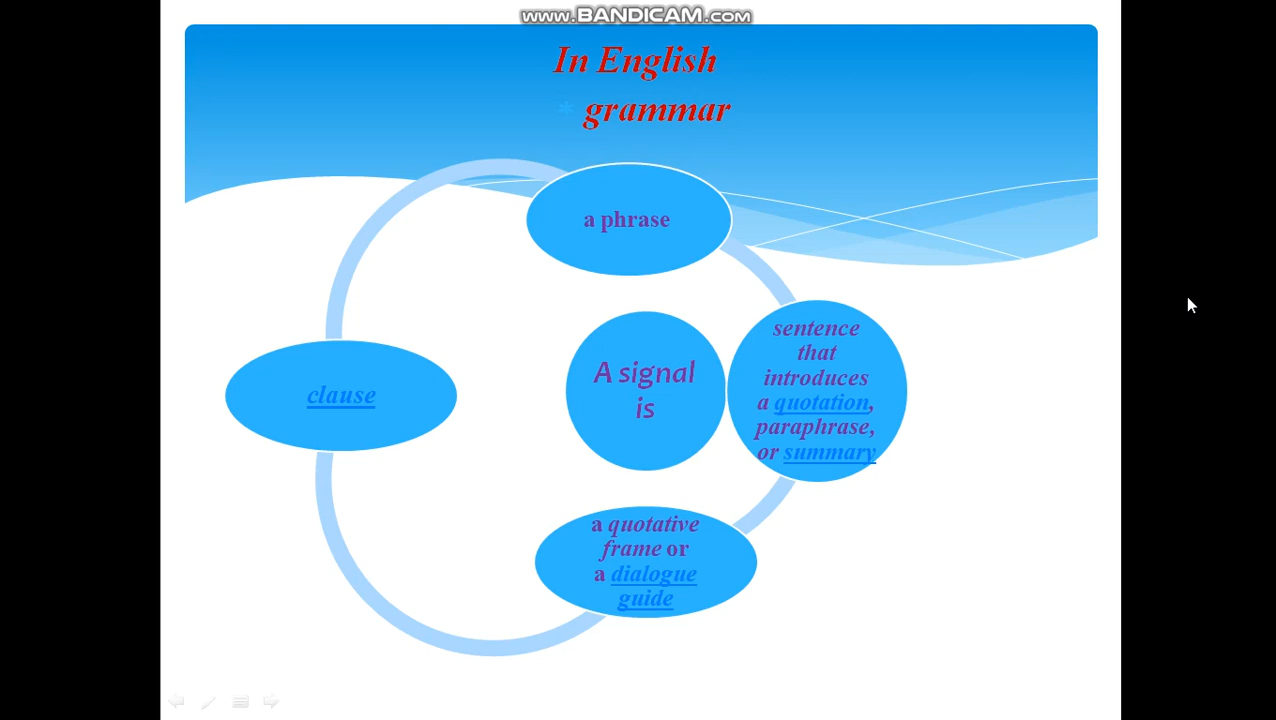 www.BANDICAM.com
In English
* grammar
a phrase
sentence
that
introduces
a quotation,
paraphrase,
or summary
A signal
is
clause
a quotative
frame or
a dialogue
guide